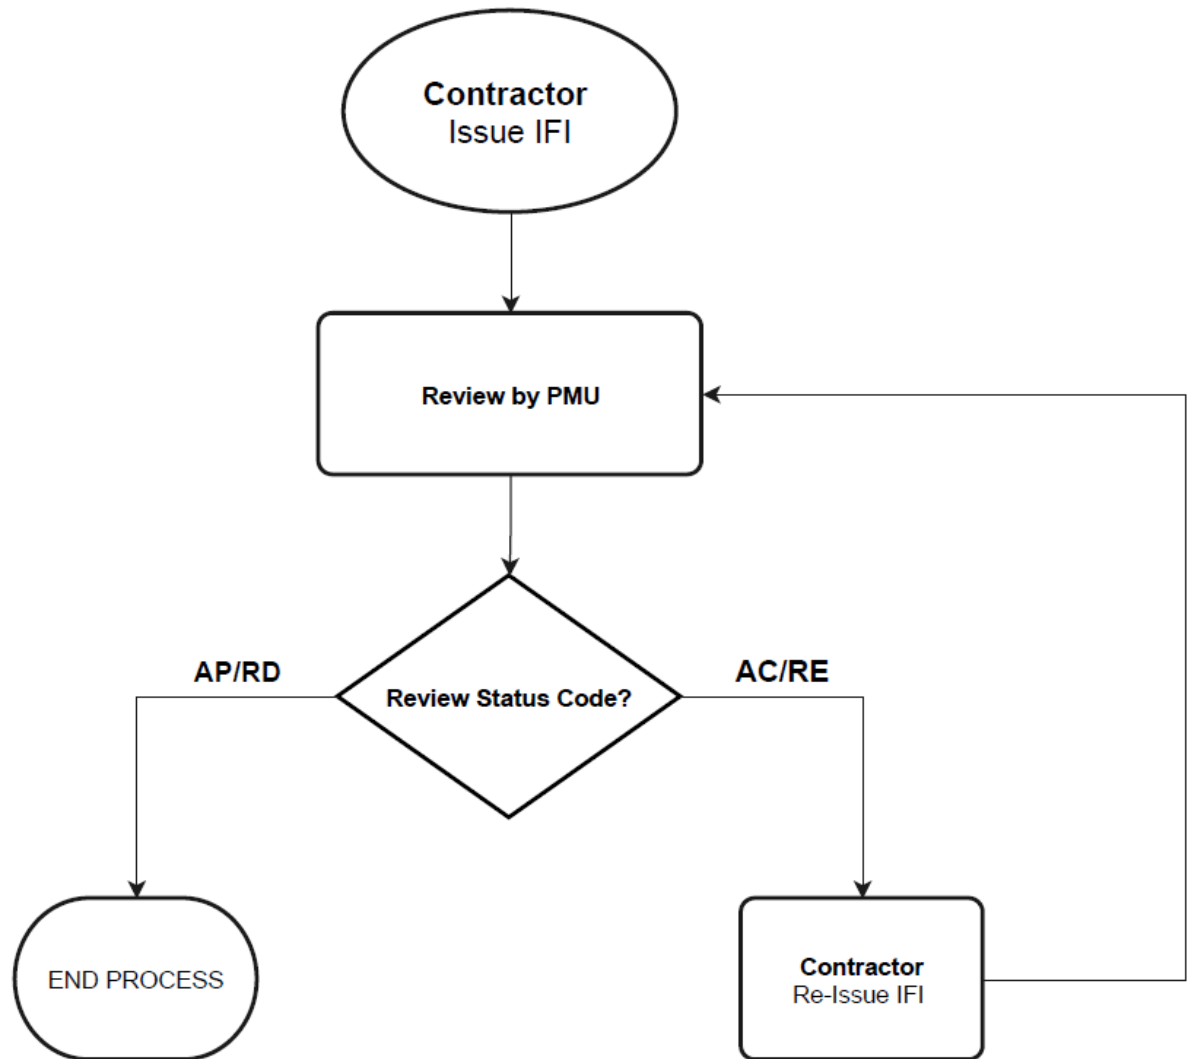 Contractor
Issue IFI
Review by PMU
AP/RD
Review Status Code?
AC/RE
END PROCESS
Contractor
Re-Issue IFI